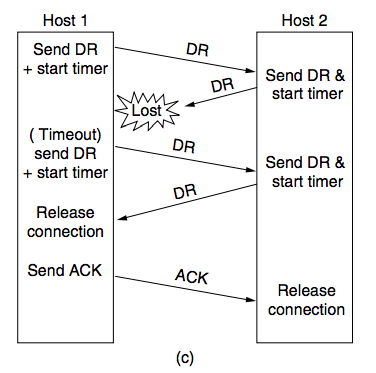 Host 1
Host 2
Send DR
+ start timer
DR
Send DR &
start timer
DR
Lost
( Timeout)
send DR
+ start timer
DR
Send DR &
start timer
DR
Release
connection
Send ACK
ACK
Release
connection
(c)